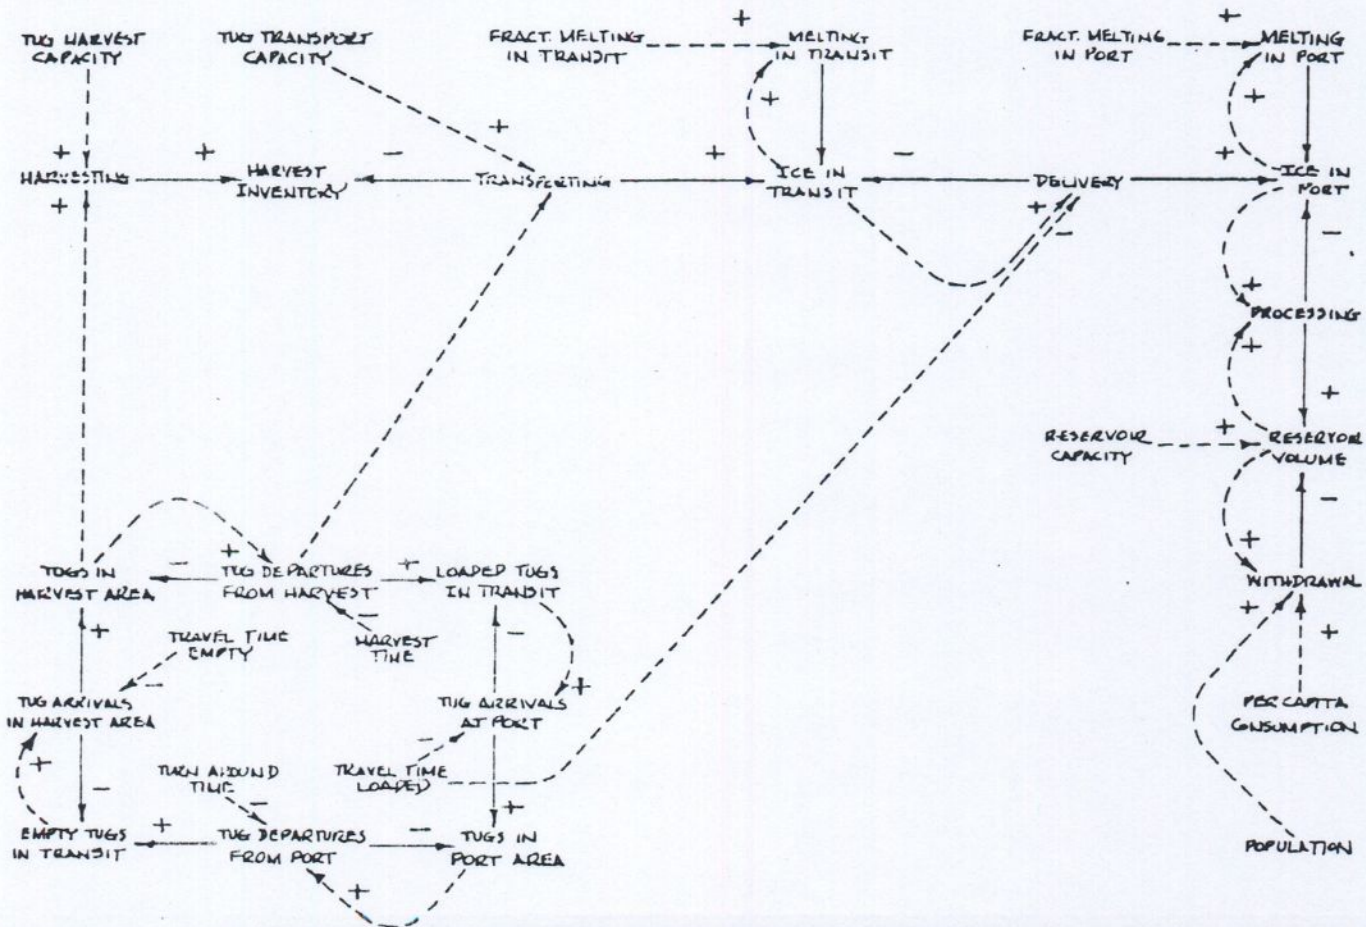 TUG HARVEST
CAPACITY
TUG TRANSPORT
CAPACITY
FRACT. MELTING
IN TRANSIT
+
MELTING
IN TRANSIT
FRACT. MELTING
IN PORT
+
MELTING
IN PORT
+
+
+
+
HARVESTING
+
+
HARVEST
INVENTORY
-
TRANSPORTING
+
ICE IN
TRANSIT
-
DELIVERY
+
-
+
ICE IN
PORT
-
+
PROCESSING
+
+
RESERVOIR
CAPACITY
+
RESERVOIR
VOLUME
-
+
WITHDRAWAL
+
+
TUGS IN
HARVEST AREA
-
+
TUG DEPARTURES
FROM HARVEST
+
LOADED TUGS
IN TRANSIT
-
HARVEST
TIME
+
TRAVEL TIME
EMPTY
-
-
TUG ARRIVALS
IN HARVEST AREA
TUG ARRIVALS
AT PORT
+
PER CAPITA
CONSUMPTION
+
-
TURN AROUND
TIME
-
-
TRAVEL TIME
LOADED
+
EMPTY TUGS
IN TRANSIT
+
TUG DEPARTURES
FROM PORT
-
TUGS IN
PORT AREA
+
POPULATION